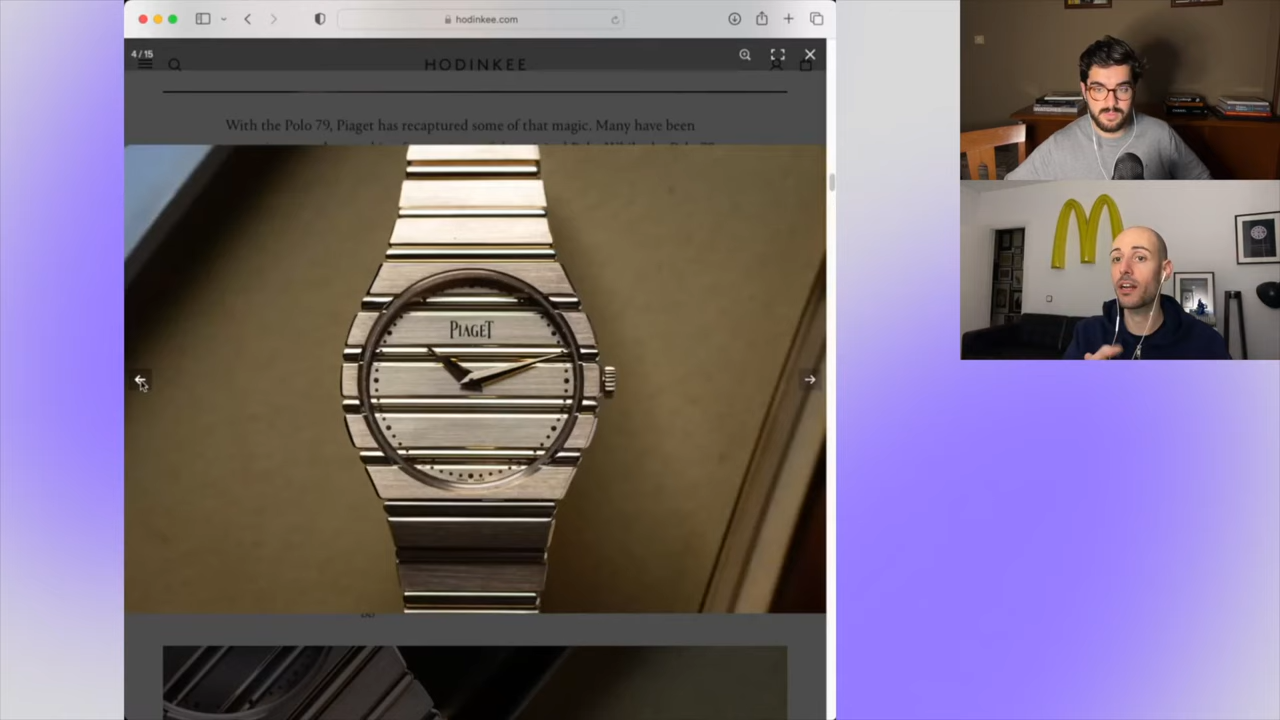 hodinkee.com
4 / 15
HODINKEE
With the Polo 79, Piaget has recaptured some of that magic. Many have been
PIAGET